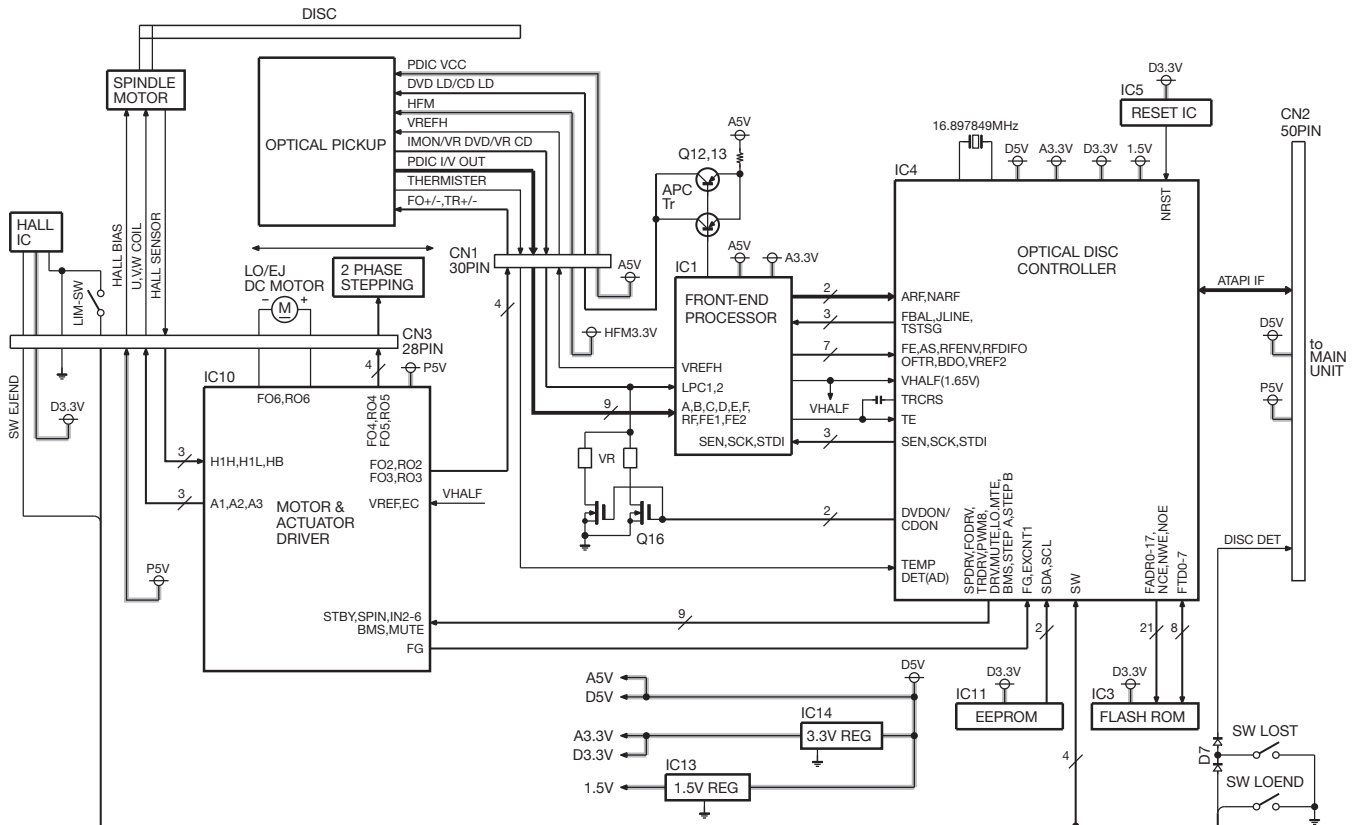 DISC
PDIC VCC
DVD LD/CD LD
HFM
VREFH
IMON/VR DVD/VR CD
PDIC I/V OUT
THERMISTER
FO+/-,TR+/-
SPINDLE
MOTOR
OPTICAL PICKUP
D3.3V
IC5
RESET IC
CN2
50PIN
A5V
Q12,13
APC
Tr
16.897849MHz
D5V
A3.3V
D3.3V
1.5V
IC4
NRST
HALL
IC
HALL BIAS
U,V,W COIL
HALL SENSOR
LIM-SW
LO/EJ
DC MOTOR
−
M
+
2 PHASE
STEPPING
CN1
30PIN
A5V
4
HFM3.3V
IC1
A5V
A3.3V
FRONT-END
PROCESSOR
VREFH
LPC1,2
A,B,C,D,E,F,
RF,FE1,FE2
SEN,SCK,STDI
9
2
3
7
VHALF
3
OPTICAL DISC
CONTROLLER
ARF,NARF
FBAL,JLINE,
TSTSG
FE,AS,RFENV,RFDIFO
OFTR,BDO,VREF2
VHALF(1.65V)
TRCRS
TE
SEN,SCK,STDI
DVDON/
CDON
TEMP
DET(AD)
ATAPI IF
D5V
P5V
to
MAIN
UNIT
CN3
28PIN
SW EJEND
D3.3V
IC10
4
P5V
FO6,RO6
FO4,RO4
FO5,RO5
3
H1H,H1L,HB
3
A1,A2,A3
FO2,RO2
FO3,RO3
VREF,EC
VHALF
MOTOR &
ACTUATOR
DRIVER
P5V
STBY,SPIN,IN2-6
BMS,MUTE
FG
VR
Q16
2
9
SPDRV,FODRV,
TRDRV,PWM8,
DRV.MUTE,LO.MTE,
BMS,STEP A,STEP B
FG,EXCNT1
SDA,SCL
SW
FADR0-17,
NCE,NWE,NOE
FTD0-7
2
21
8
DISC DET
A5V
D5V
D5V
A3.3V
D3.3V
IC14
3.3V REG
1.5V
IC13
1.5V REG
D3.3V
IC11
EEPROM
D3.3V
IC3
FLASH ROM
4
D7
SW LOST
SW LOEND